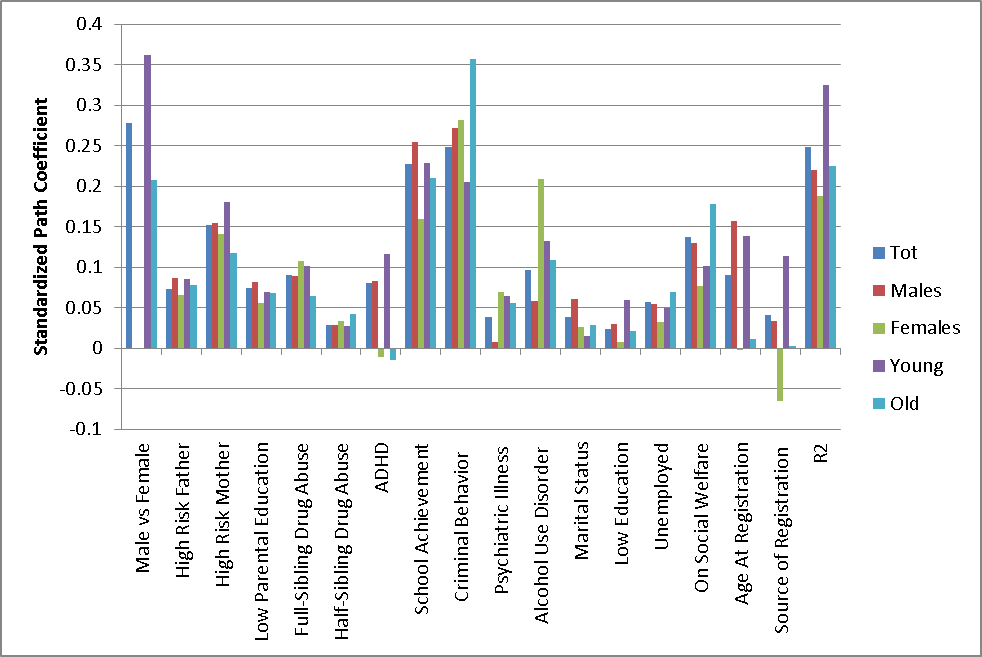 0.4
0.35
0.3
0.25
0.2
0.15
0.1
0.05
0
-0.05
-0.1
Standardized Path Coefficient
Male vs Female
High Risk Father
High Risk Mother
Low Parental Education
Full-Sibling Drug Abuse
Half-Sibling Drug Abuse
ADHD
School Achievement
Criminal Behavior
Psychiatric Illness
Alcohol Use Disorder
Marital Status
Low Education
Unemployed
On Social Welfare
Age At Registration
Source of Registration
R2
Tot
Males
Females
Young
Old